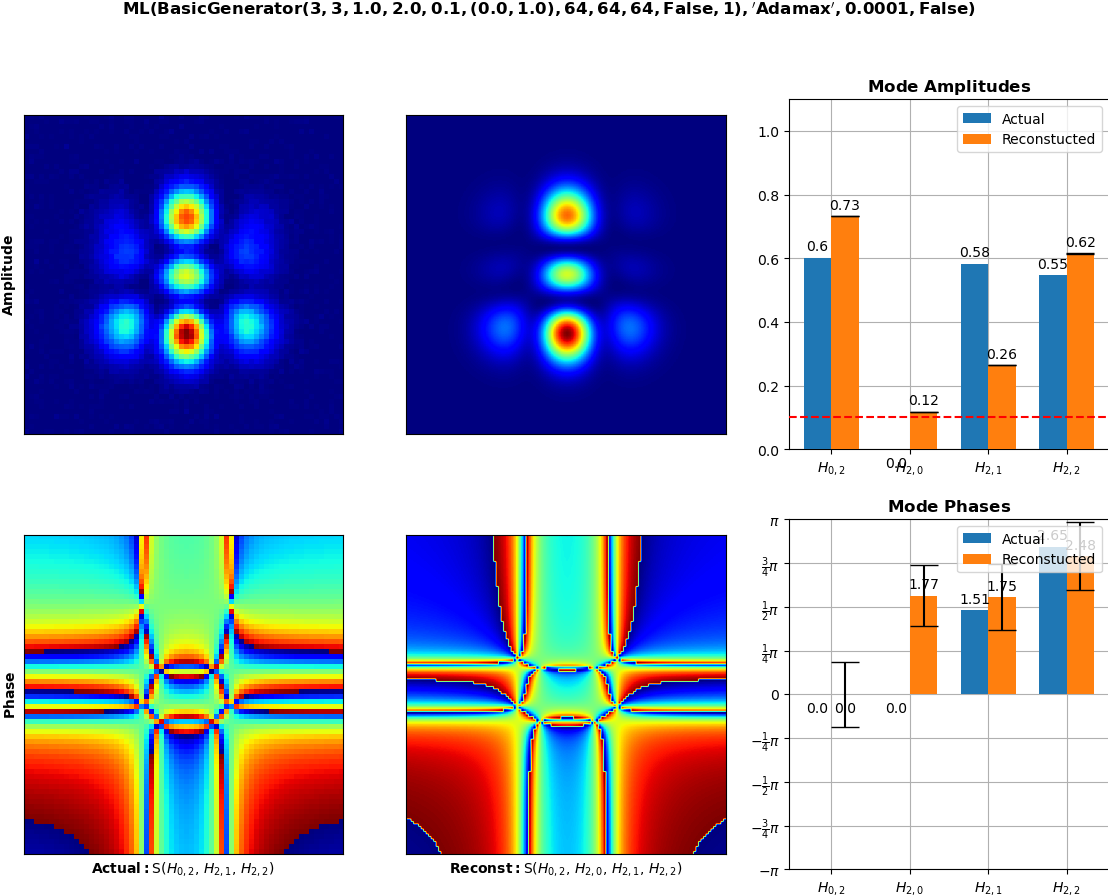 ML(BasicGenerator(3, 3, 1.0, 2.0, 0.1, (0.0, 1.0), 64, 64, 64, False, 1), ′Adamax′, 0.0001, False)
Mode Amplitudes
Actual
Reconstucted
1.0
0.8
0.6
0.4
0.2
0.0
0.6
0.73
0.0
0.12
0.58
0.26
0.55
0.62
H0,2
H2,0
H2,1
H2,2
Amplitude
Mode Phases
Actual
Reconstucted
π
3/4π
1/2π
1/4π
0
−1/4π
−1/2π
−3/4π
−π
0.0
0.0
0.0
1.77
1.51
1.75
2.65
2.48
H0,2
H2,0
H2,1
H2,2
Phase
Actual: S(H0,2, H2,1, H2,2)
Reconst: S(H0,2, H2,0, H2,1, H2,2)